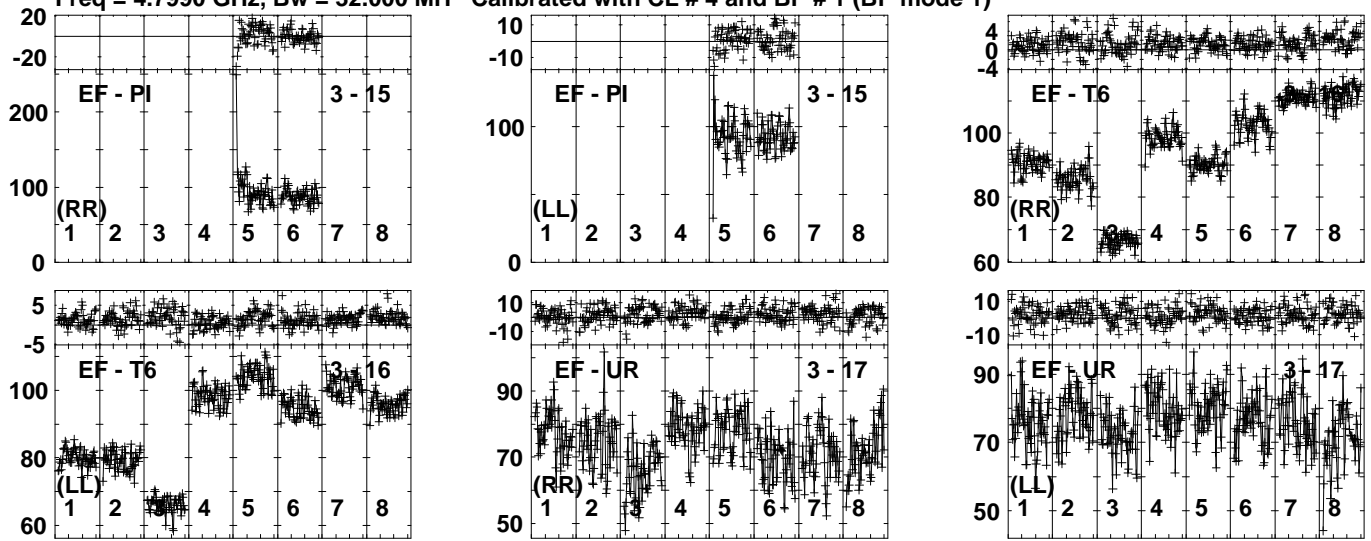 Freq = 4.7990 GHz, Bw = 32.000 MH Calibrated with CL # 4 and BP # 1 (BP mode 1)
20
-20
EF - PI 3 - 15
200
100
0
(RR)
1 2 3 4 5 6 7 8
10
-10
EF - PI 3 - 15
100
0
(LL)
1 2 3 4 5 6 7 8
4
0
-4
EF - T6
100
80
60
(RR)
1 2 3 4 5 6 7 8
5
-5
EF - T6 3 - 16
100
80
60
(LL)
1 2 3 4 5 6 7 8
10
-10
EF - UR 3 - 17
90
70
50
(RR)
1 2 3 4 5 6 7 8
10
-10
EF - UR 3 - 17
90
70
50
(LL)
1 2 3 4 5 6 7 8